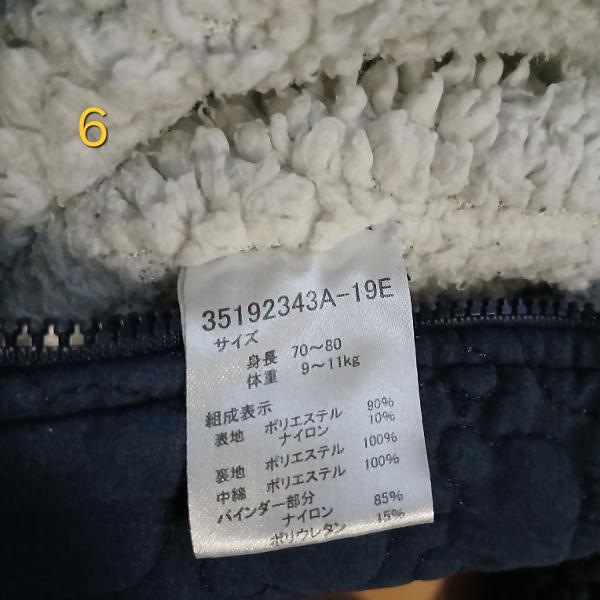 6
35192343A-19E
サイズ
身長 70～80
体重 9～11kg
組成表示
表地 ポリエステル 90%
ナイロン 10%
裏地 ポリエステル 100%
中綿 ポリエステル 100%
バインダー部分
ナイロン 85%
ポリウレタン 15%